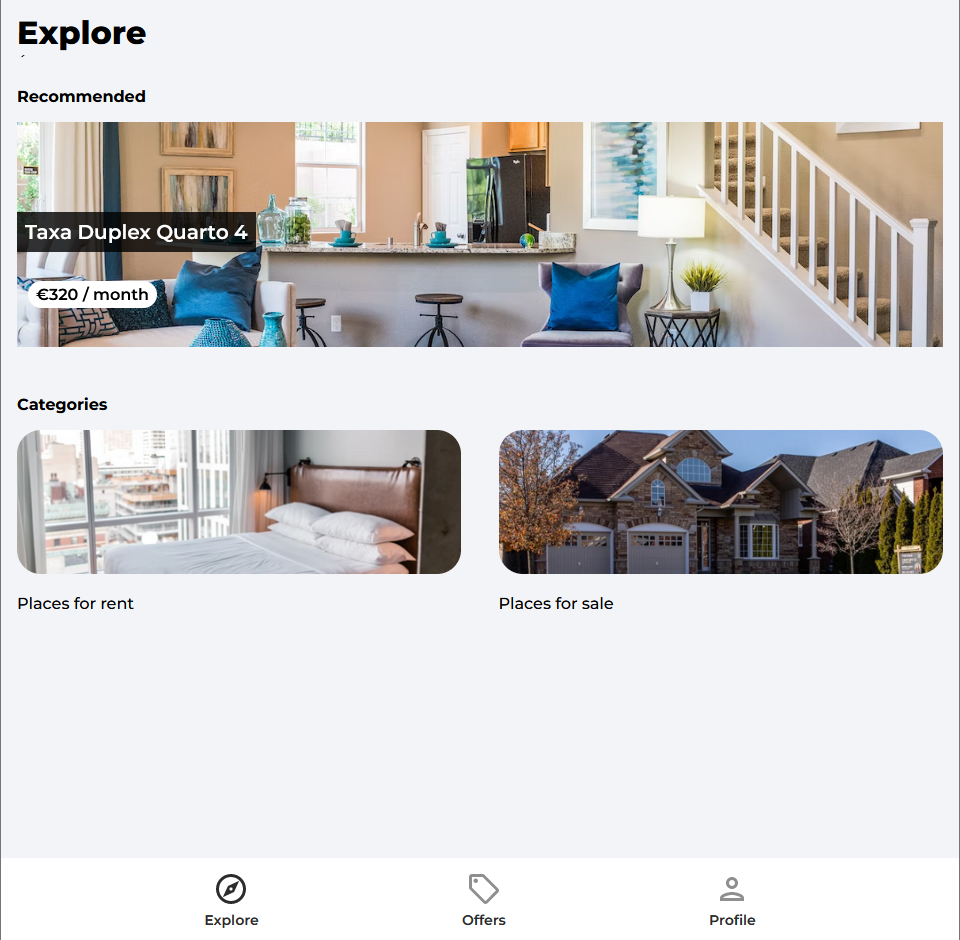 Explore
Recommended
Taxa Duplex Quarto 4
€320 / month
Categories
Places for rent
Places for sale
Explore
Offers
Profile